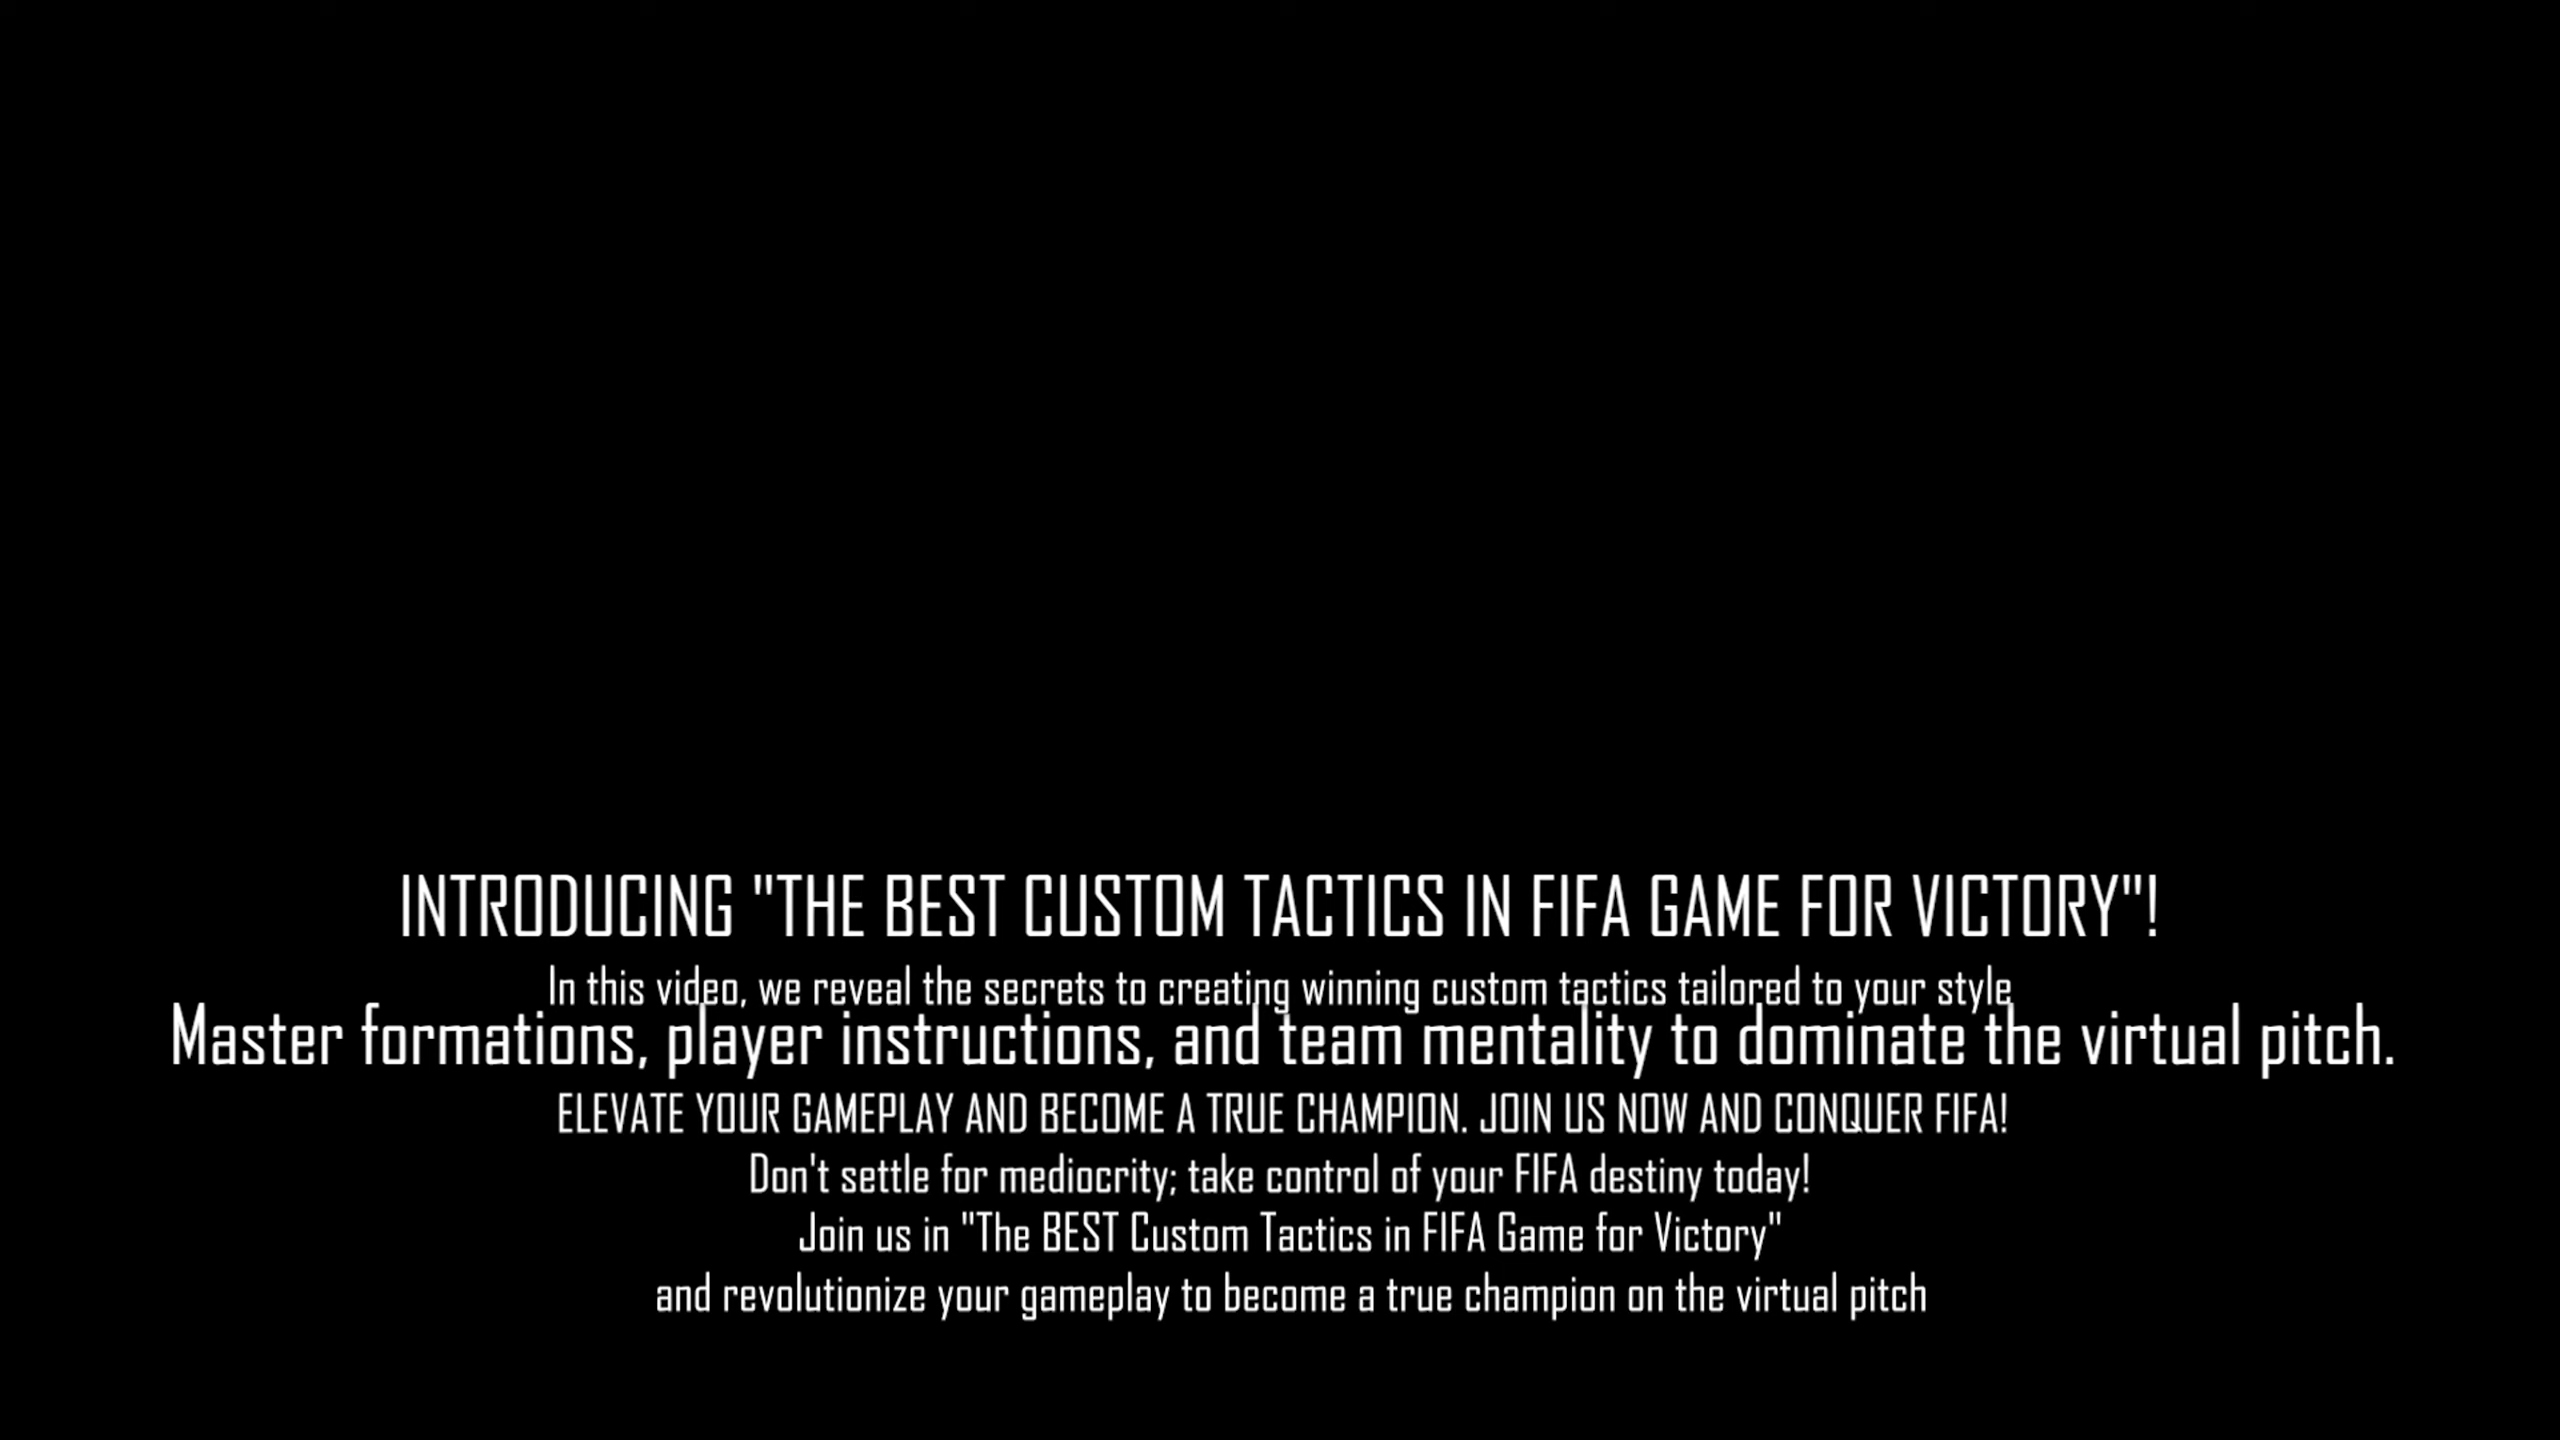 INTRODUCING "THE BEST CUSTOM TACTICS IN FIFA GAME FOR VICTORY"!
In this video, we reveal the secrets to creating winning custom tactics tailored to your style
Master formations, player instructions, and team mentality to dominate the virtual pitch.
ELEVATE YOUR GAMEPLAY AND BECOME A TRUE CHAMPION. JOIN US NOW AND CONQUER FIFA!
Don't settle for mediocrity; take control of your FIFA destiny today!
Join us in "The BEST Custom Tactics in FIFA Game for Victory"
and revolutionize your gameplay to become a true champion on the virtual pitch